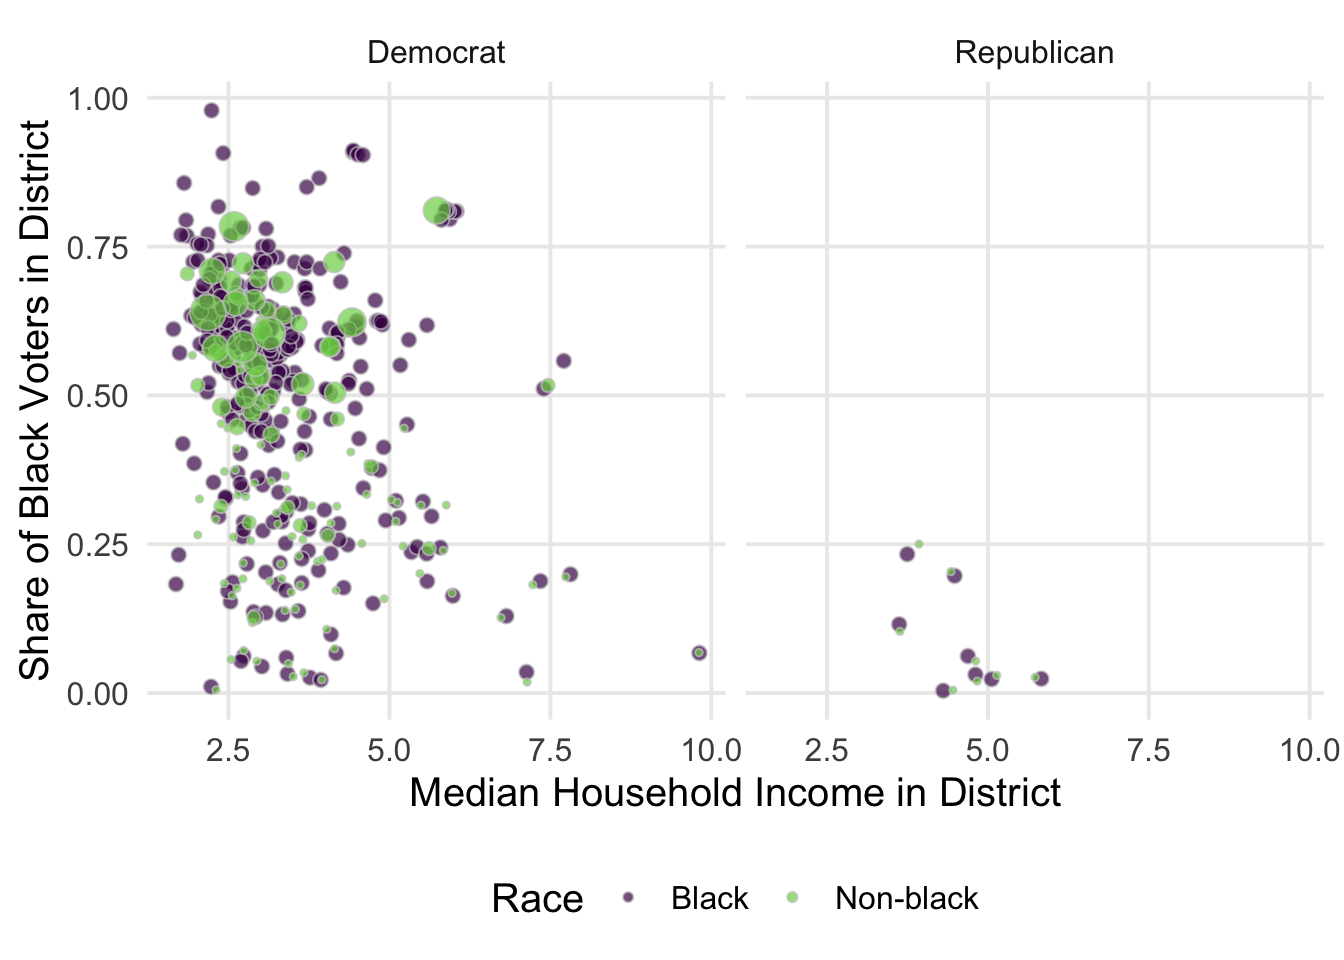 Democrat Republican
1.00
0.75
0.50
0.25
0.00
Share of Black Voters in District
2.5 5.0 7.5 10.0 2.5 5.0 7.5 10.0
Median Household Income in District
Race Black Non-black